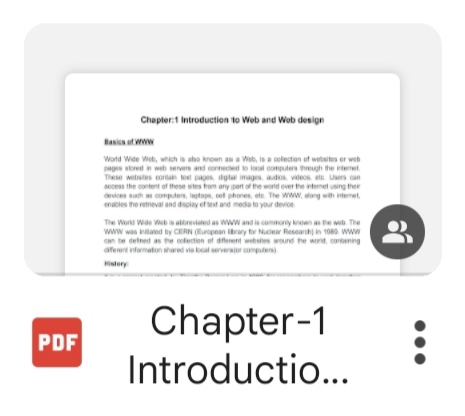 Chapter:1 Introduction to Web and Web design
Basics of WWW
World Wide Web, which is also known as a Web, is a collection of websites or web
pages stored in web servers and connected to local computers through the internet.
These websites contain text pages, digital images, audios, videos, etc. Users can
access the content of these sites from any part of the world over the internet using their
devices such as computers, laptops, cell phones, etc. The WWW, along with internet,
enables the retrieval and display of text and media to your device.
The World Wide Web is abbreviated as WWW and is commonly known as the web. The
WWW was initiated by CERN (European library for Nuclear Research) in 1989. WWW
can be defined as the collection of different websites around the world, containing
different information shared via local servers(or computers).
History:
PDF
Chapter-1
Introductio...